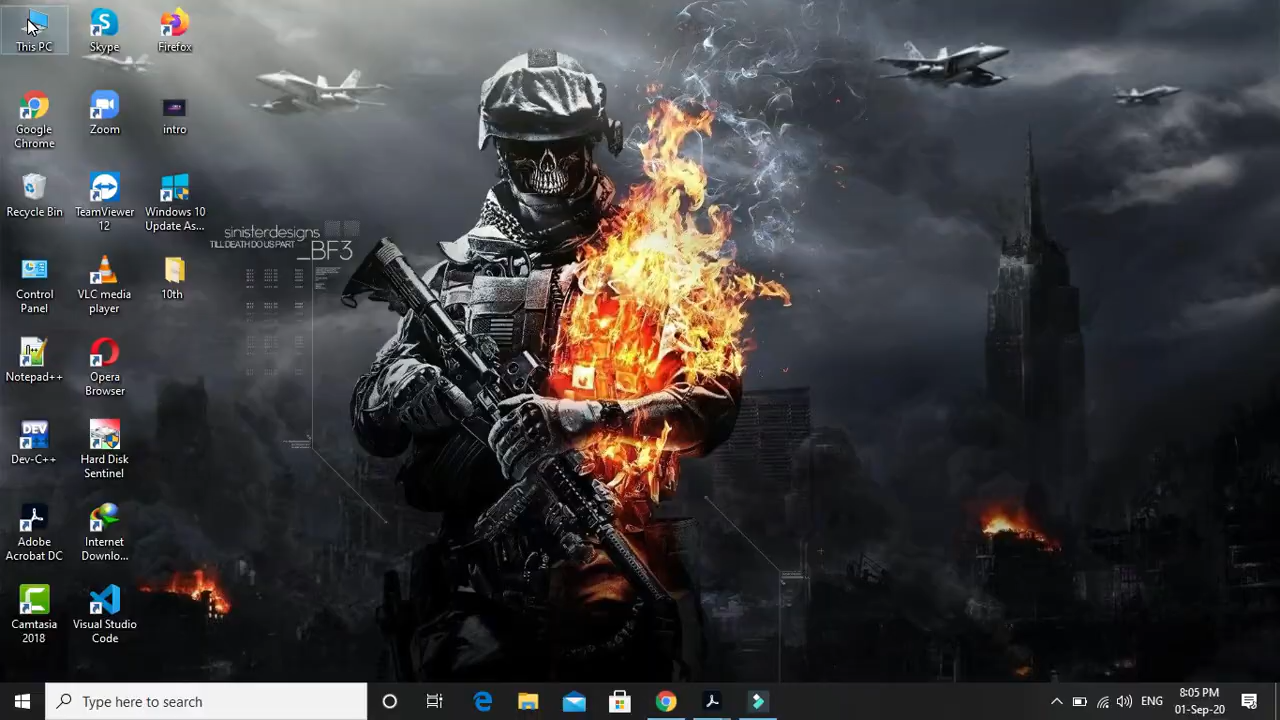 This PC
Skype
Firefox
Google
Chrome
Zoom
intro
Recycle Bin
TeamViewer
12
Windows 10
Update As...
Control
Panel
VLC media
player
10th
Notepad++
Opera
Browser
DEV
Dev-C++
Hard Disk
Sentinel
Adobe
Acrobat DC
Internet
Downlo...
Camtasia
2018
Visual Studio
Code
sinisterdesigns
TILL DEATH DO US PART
_BF3
Type here to search
ENG
8:05 PM
01-Sep-20